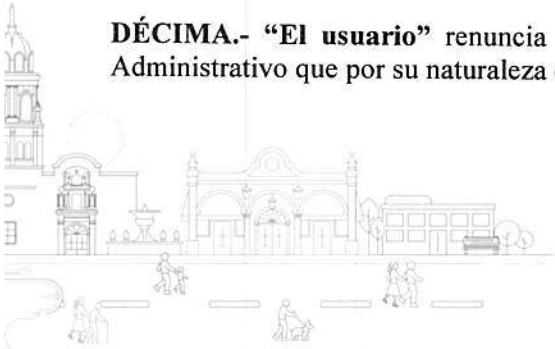 DÉCIMA.- “El usuario” renuncia
Administrativo que por su naturaleza